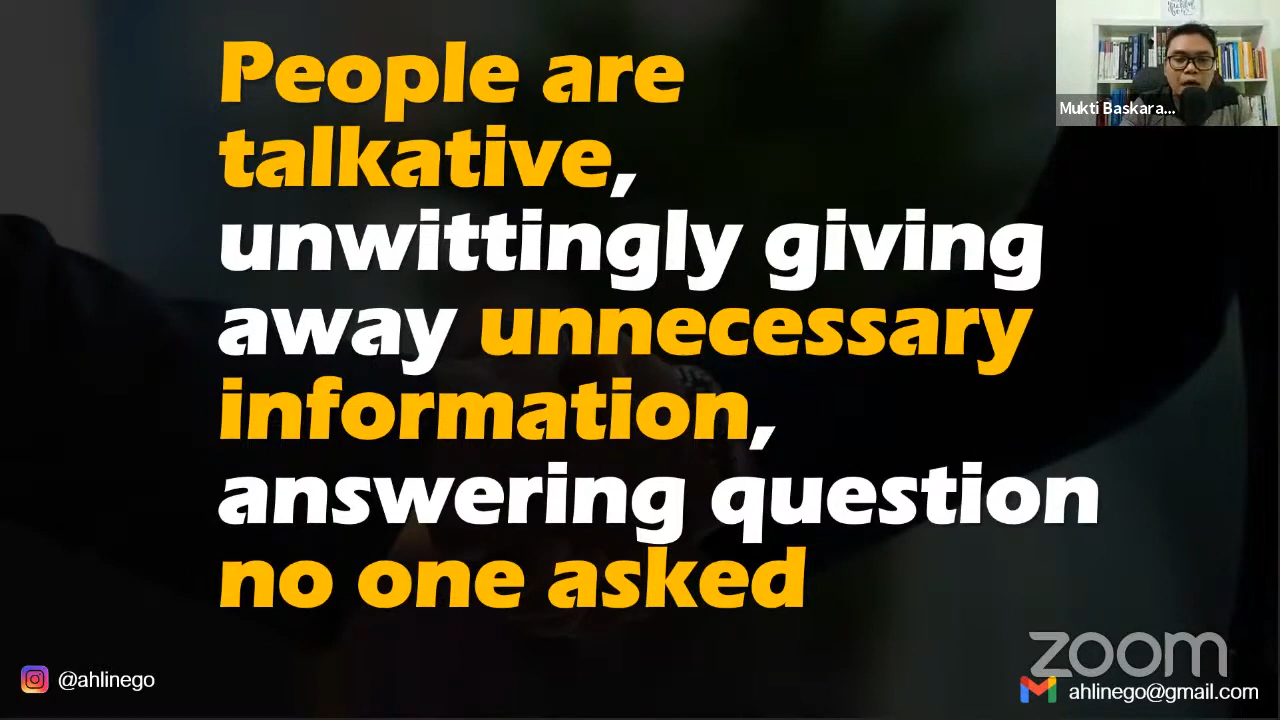 People are
talkative,
unwittingly giving
away unnecessary
information,
answering question
no one asked
Mukti Baskara...
@ahlinego
zoom
ahlinego@gmail.com